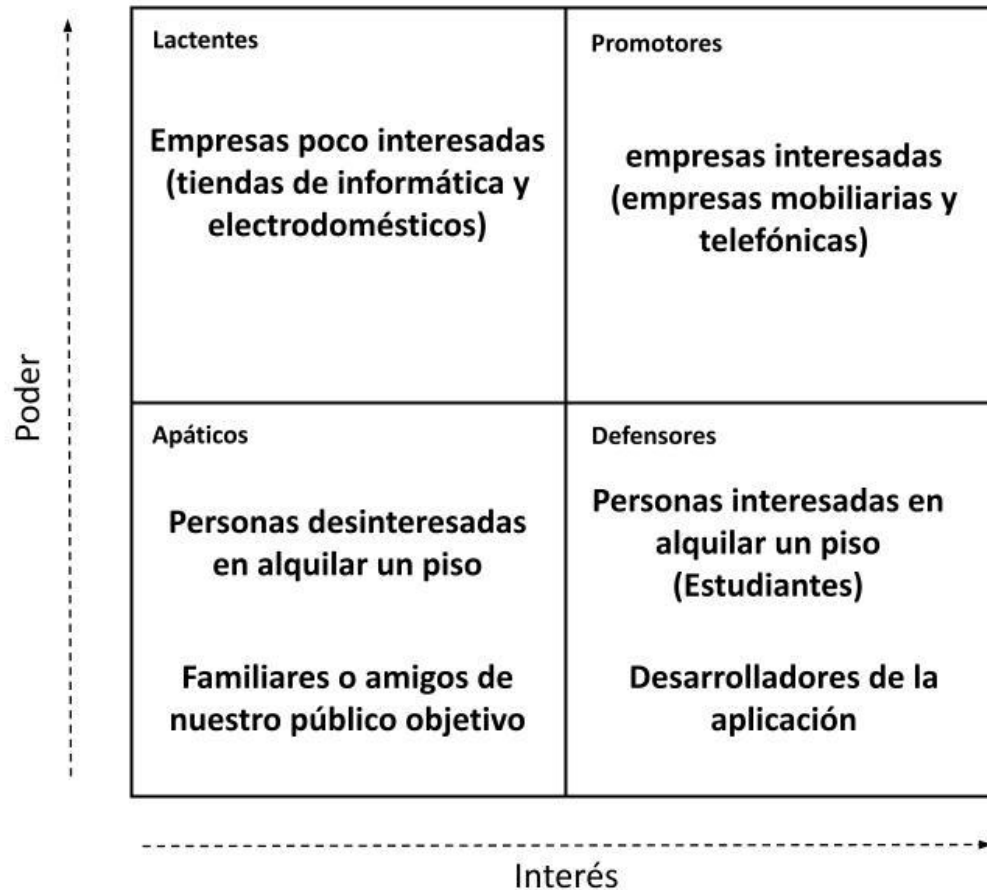 Lactentes
Empresas poco interesadas
(tiendas de informática y
electrodomésticos)
Promotores
empresas interesadas
(empresas mobiliarias y
telefónicas)
Poder
Apáticos
Personas desinteresadas
en alquilar un piso
Familiares o amigos de
nuestro público objetivo
Defensores
Personas interesadas en
alquilar un piso
(Estudiantes)
Desarrolladores de la
aplicación
Interés